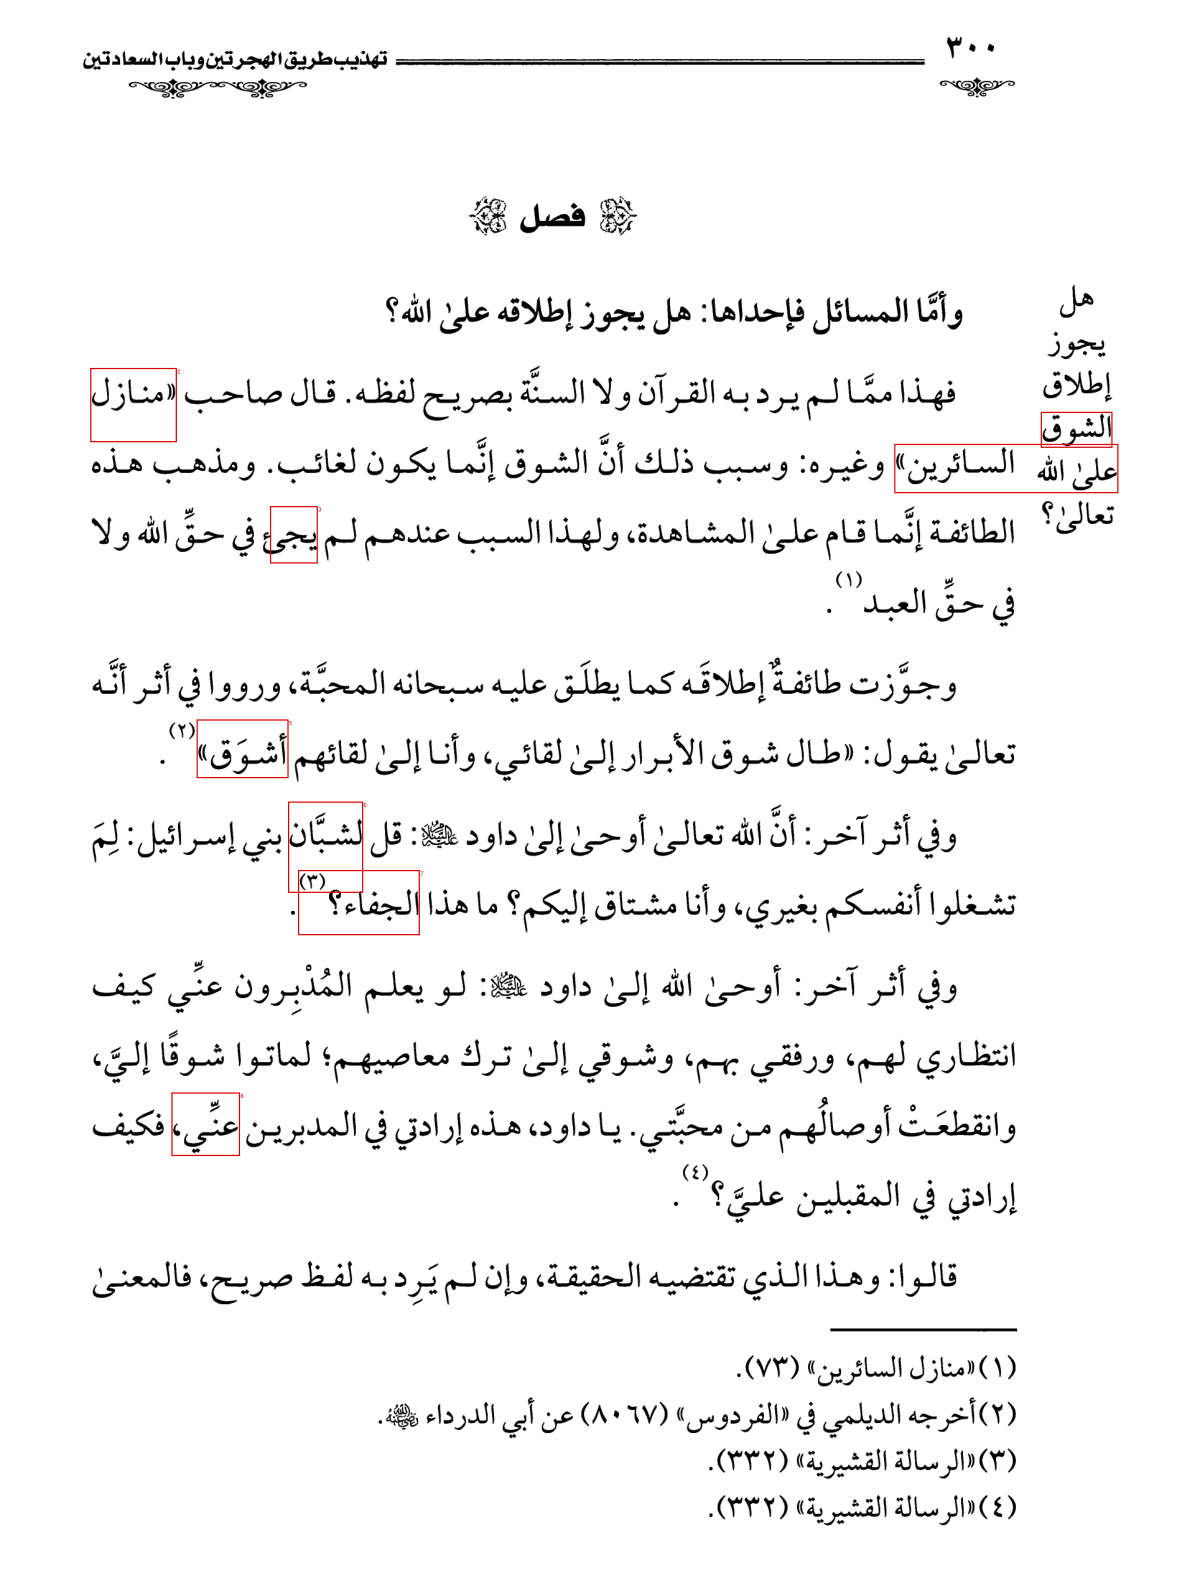 ٣٠٠
تهذيب طريق الهجرتين وباب السعادتين
فصل
هل
يجوز
إطلاق
الشوق
علىٰ الله
تعالىٰ؟
وأمَّا المسائل فإحداها: هل يجوز إطلاقه علىٰ الله؟
فهذا ممَّا لم يرد به القرآن ولا السنَّة بصريح لفظه. قال صاحب «منازل
السائرين» وغيره: وسبب ذلك أنَّ الشوق إنَّما يكون لغائب. ومذهب هذه
الطائفة إنَّما قام علىٰ المشاهدة، ولهذا السبب عندهم لم يجئ في حقِّ الله ولا
في حقِّ العبد(١).
وجوَّزت طائفةٌ إطلاقَه كما يطلَق عليه سبحانه المحبَّة، ورووا في أثر أنَّه
تعالىٰ يقول: «طال شوق الأبرار إلىٰ لقائي، وأنا إلىٰ لقائهم أشوَق»(٢).
وفي أثر آخر: أنَّ الله تعالىٰ أوحىٰ إلىٰ داود عليه السلام: قل لشبَّان بني إسرائيل: لِمَ
تشغلوا أنفسكم بغيري، وأنا مشتاق إليكم؟ ما هذا الجفاء؟(٣).
وفي أثر آخر: أوحىٰ الله إلىٰ داود عليه السلام: لو يعلم المُدْبِرون عنِّي كيف
انتظاري لهم، ورفقي بهم، وشوقي إلىٰ ترك معاصيهم؛ لماتوا شوقًا إليَّ،
وانقطعَتْ أوصالُهم من محبَّتي. يا داود، هذه إرادتي في المدبرين عنِّي، فكيف
إرادتي في المقبلين عليَّ؟(٤).
قالوا: وهذا الذي تقتضيه الحقيقة، وإن لم يَرِد به لفظ صريح، فالمعنىٰ
(١) «منازل السائرين» (٧٣).
(٢) أخرجه الديلمي في «الفردوس» (٨٠٦٧) عن أبي الدرداء رضي الله عنه.
(٣) «الرسالة القشيرية» (٣٣٢).
(٤) «الرسالة القشيرية» (٣٣٢).